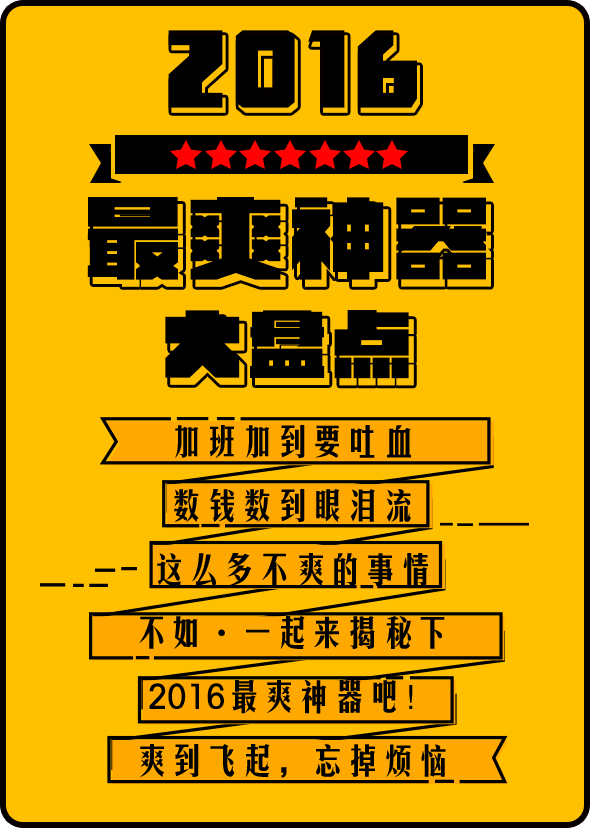 2016
最爽神器
大盘点
加班加到要吐血
数钱数到眼泪流
这么多不爽的事情
不如·一起来揭秘下
2016最爽神器吧!
爽到飞起，忘掉烦恼